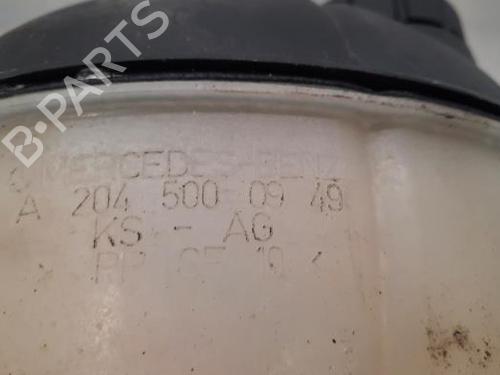 B-PARTS
MERCEDES-BENZ
A 204 500 09 49
KS - AG